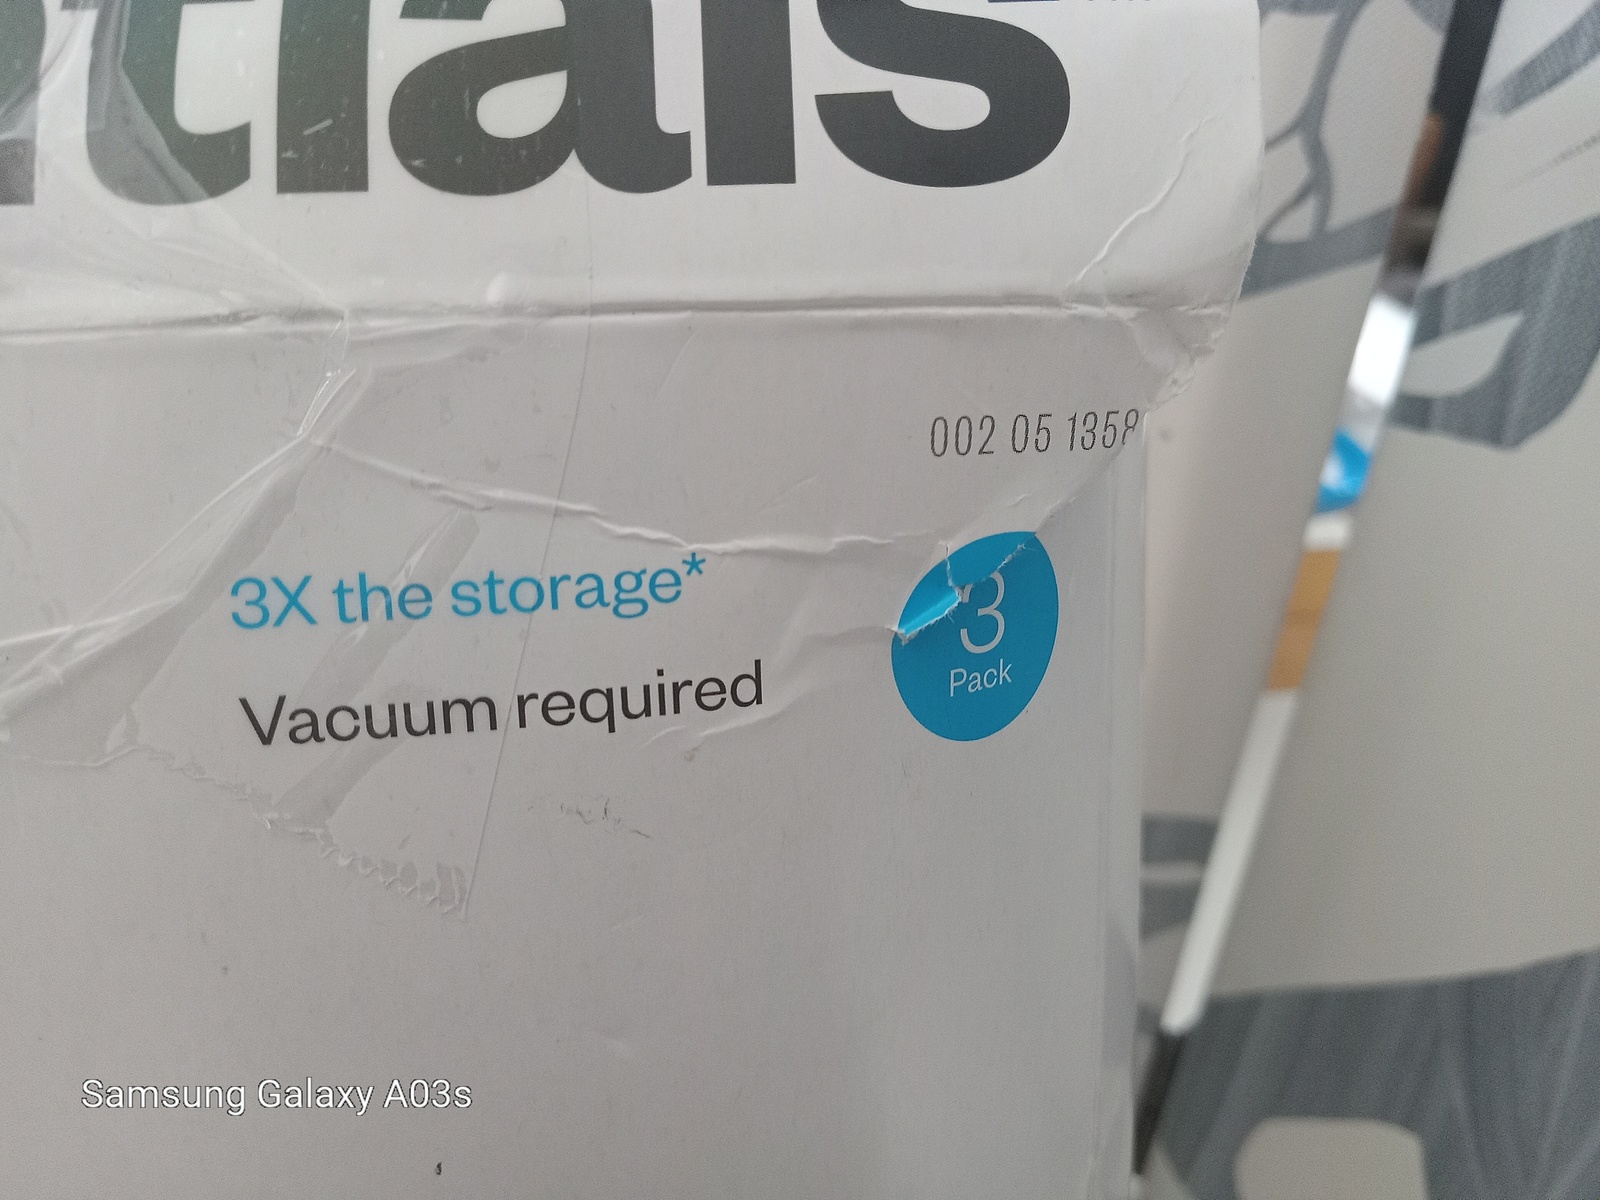 tials
002 05 1358
3X the storage*
3
Pack
Vacuum required
Samsung Galaxy A03s